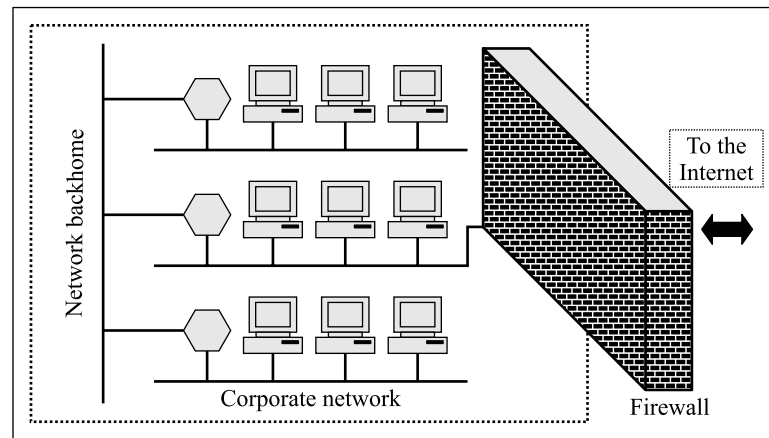 Network backhome
To the
Internet
Corporate network
Firewall